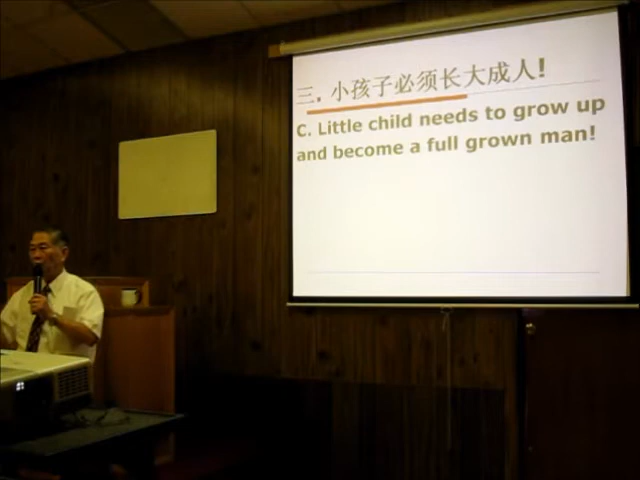 三. 小孩子必须长大成人!
C. Little child needs to grow up
and become a full grown man!